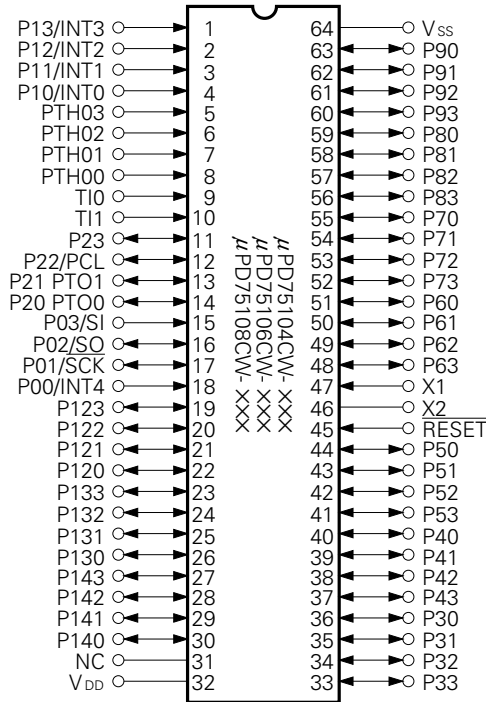 P13/INT3 1 64 VSS
P12/INT2 2 63 P90
P11/INT1 3 62 P91
P10/INT0 4 61 P92
PTH03 5 60 P93
PTH02 6 59 P80
PTH01 7 58 P81
PTH00 8 57 P82
TI0 9 56 P83
TI1 10 55 P70
P23 11 54 P71
P22/PCL 12 53 P72
P21 PTO1 13 52 P73
P20 PTO0 14 51 P60
P03/SI 15 50 P61
P02/SO 16 49 P62
P01/SCK 17 48 P63
P00/INT4 18 47 X1
P123 19 46 X2
P122 20 45 RESET
P121 21 44 P50
P120 22 43 P51
P133 23 42 P52
P132 24 41 P53
P131 25 40 P40
P130 26 39 P41
P143 27 38 P42
P142 28 37 P43
P141 29 36 P30
P140 30 35 P31
NC 31 34 P32
VDD 32 33 P33
μPD75104CW-×××
μPD75106CW-×××
μPD75108CW-×××